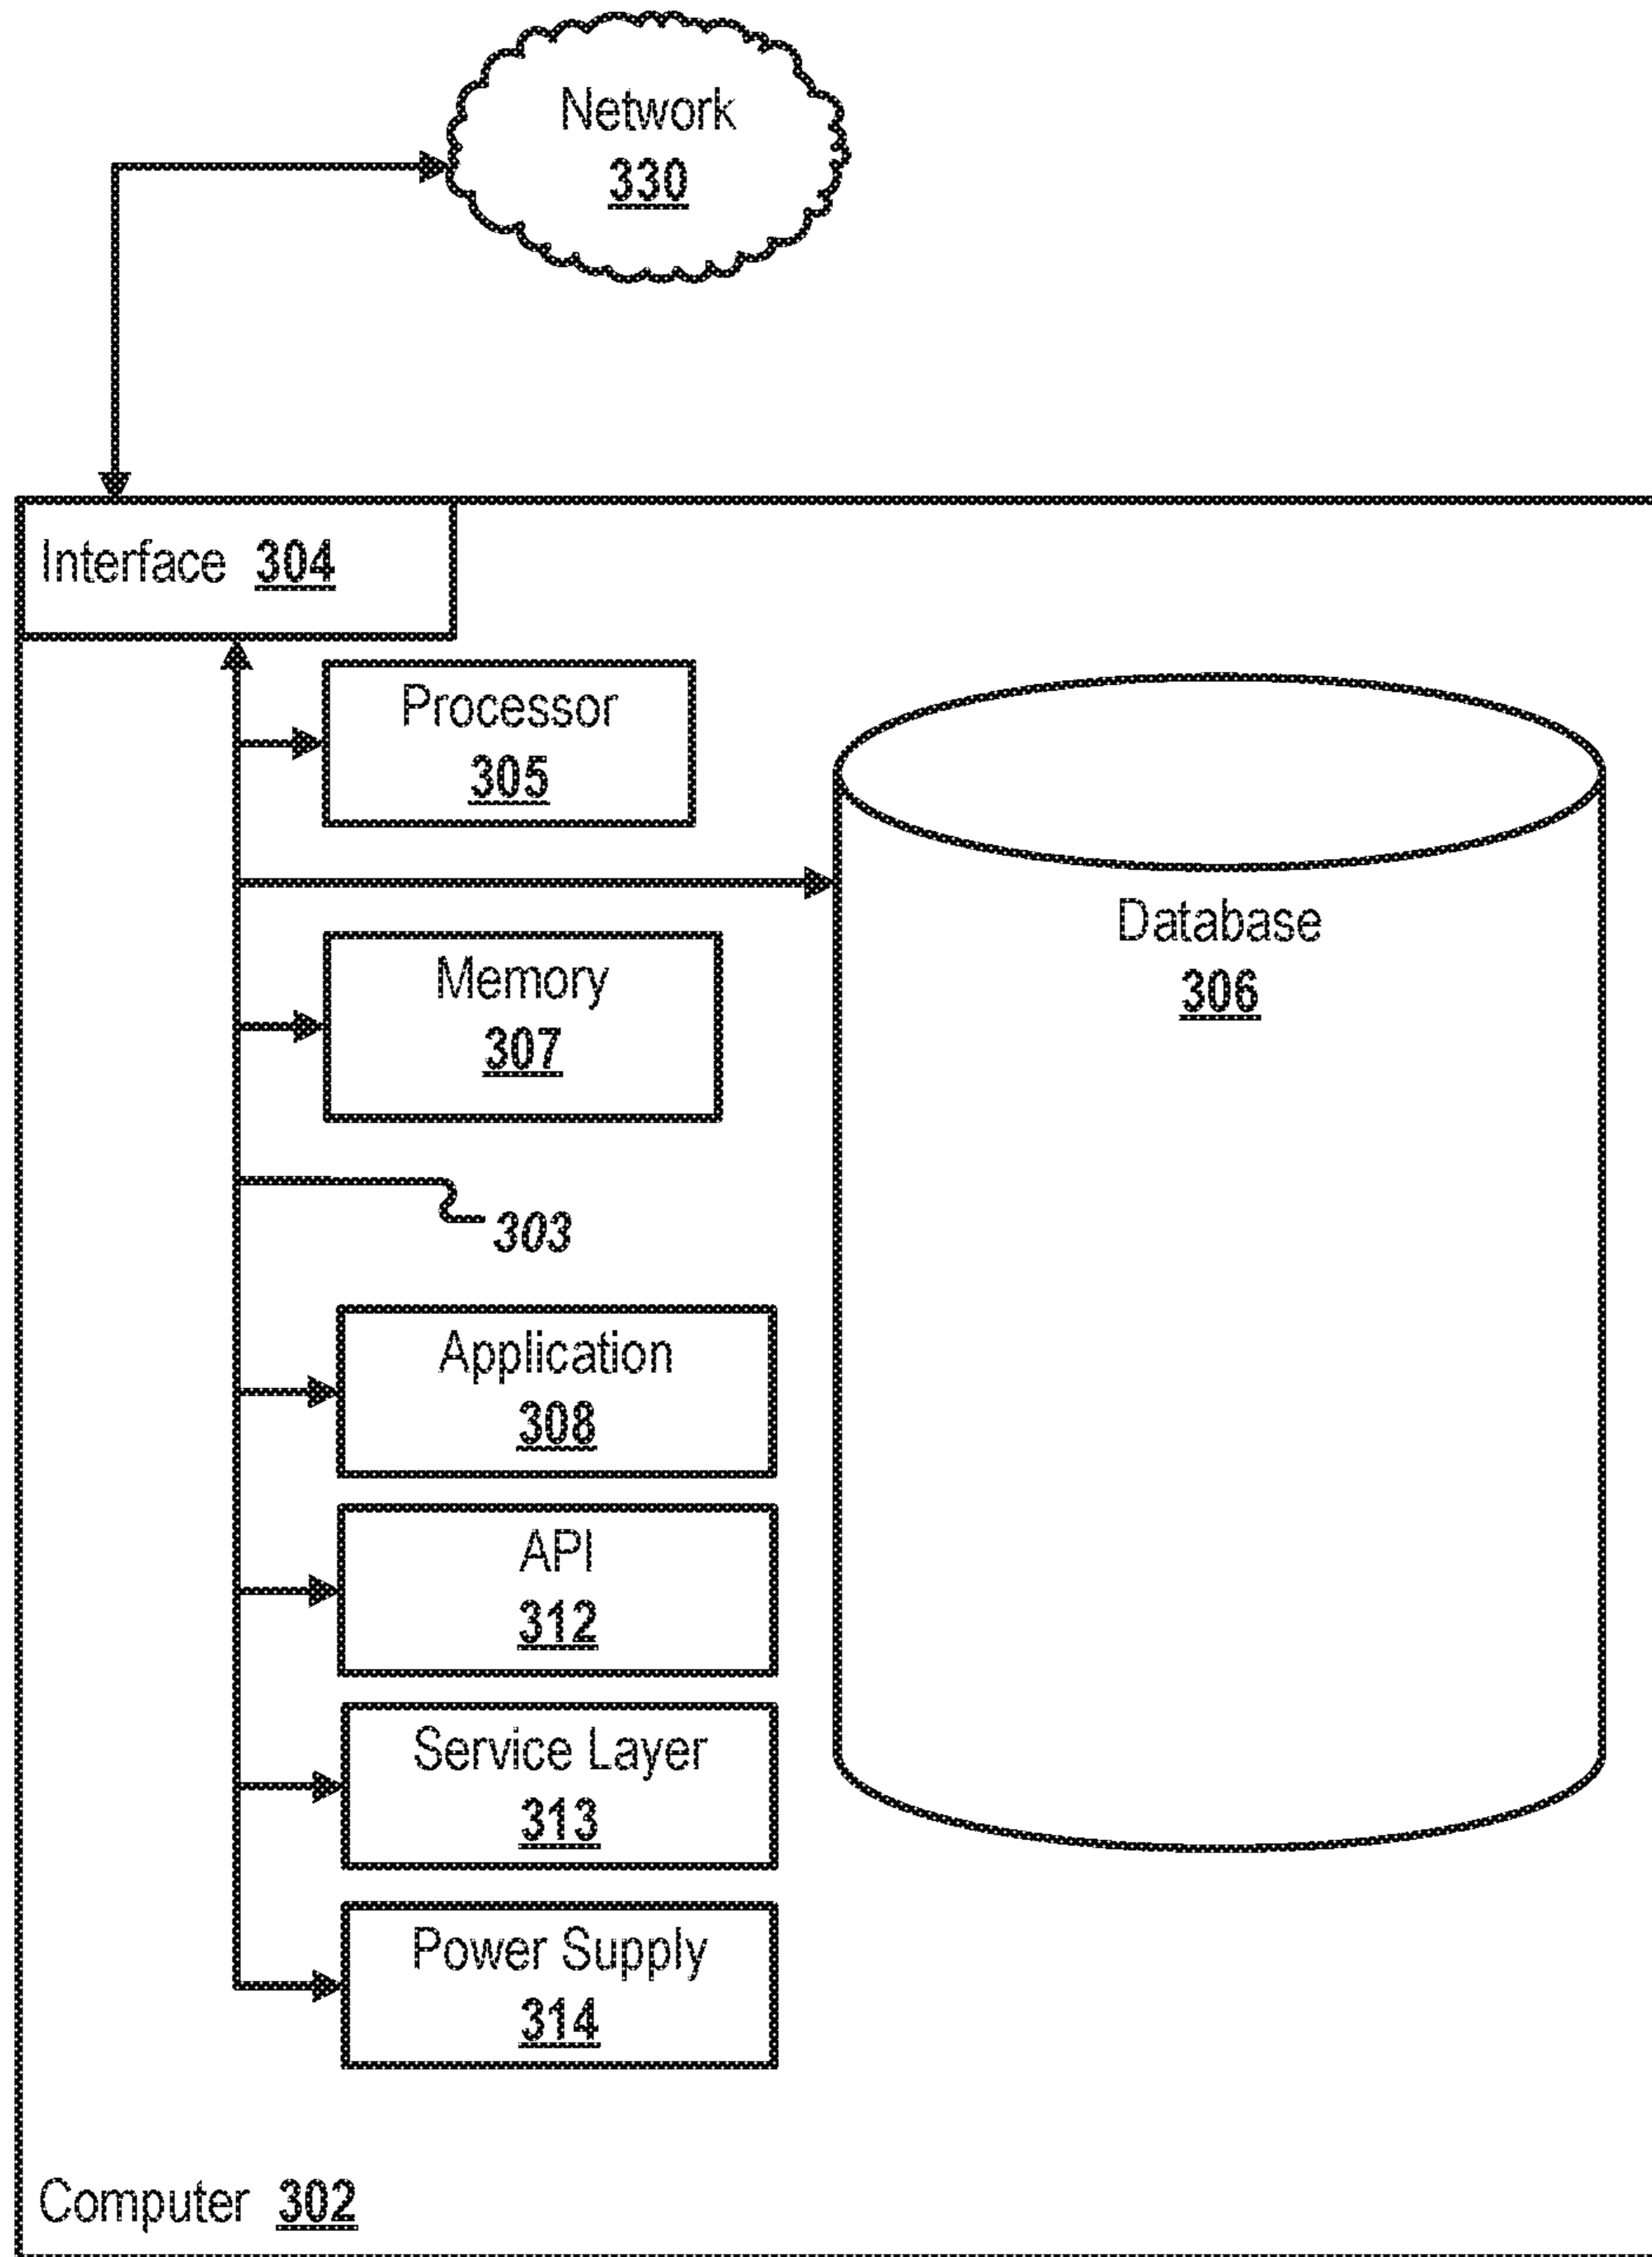 Network
330
Interface 304
Processor
305
Database
306
Memory
307
303
Application
308
API
312
Service Layer
313
Power Supply
314
Computer 302